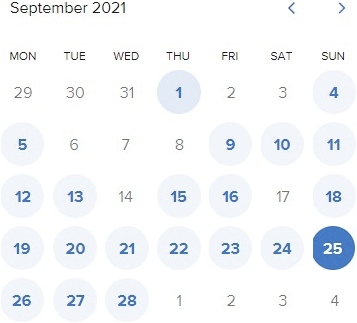 September 2021
MON TUE WED THU FRI SAT SUN
29 30 31 1 2 3 4
5 6 7 8 9 10 11
12 13 14 15 16 17 18
19 20 21 22 23 24 25
26 27 28 1 2 3 4